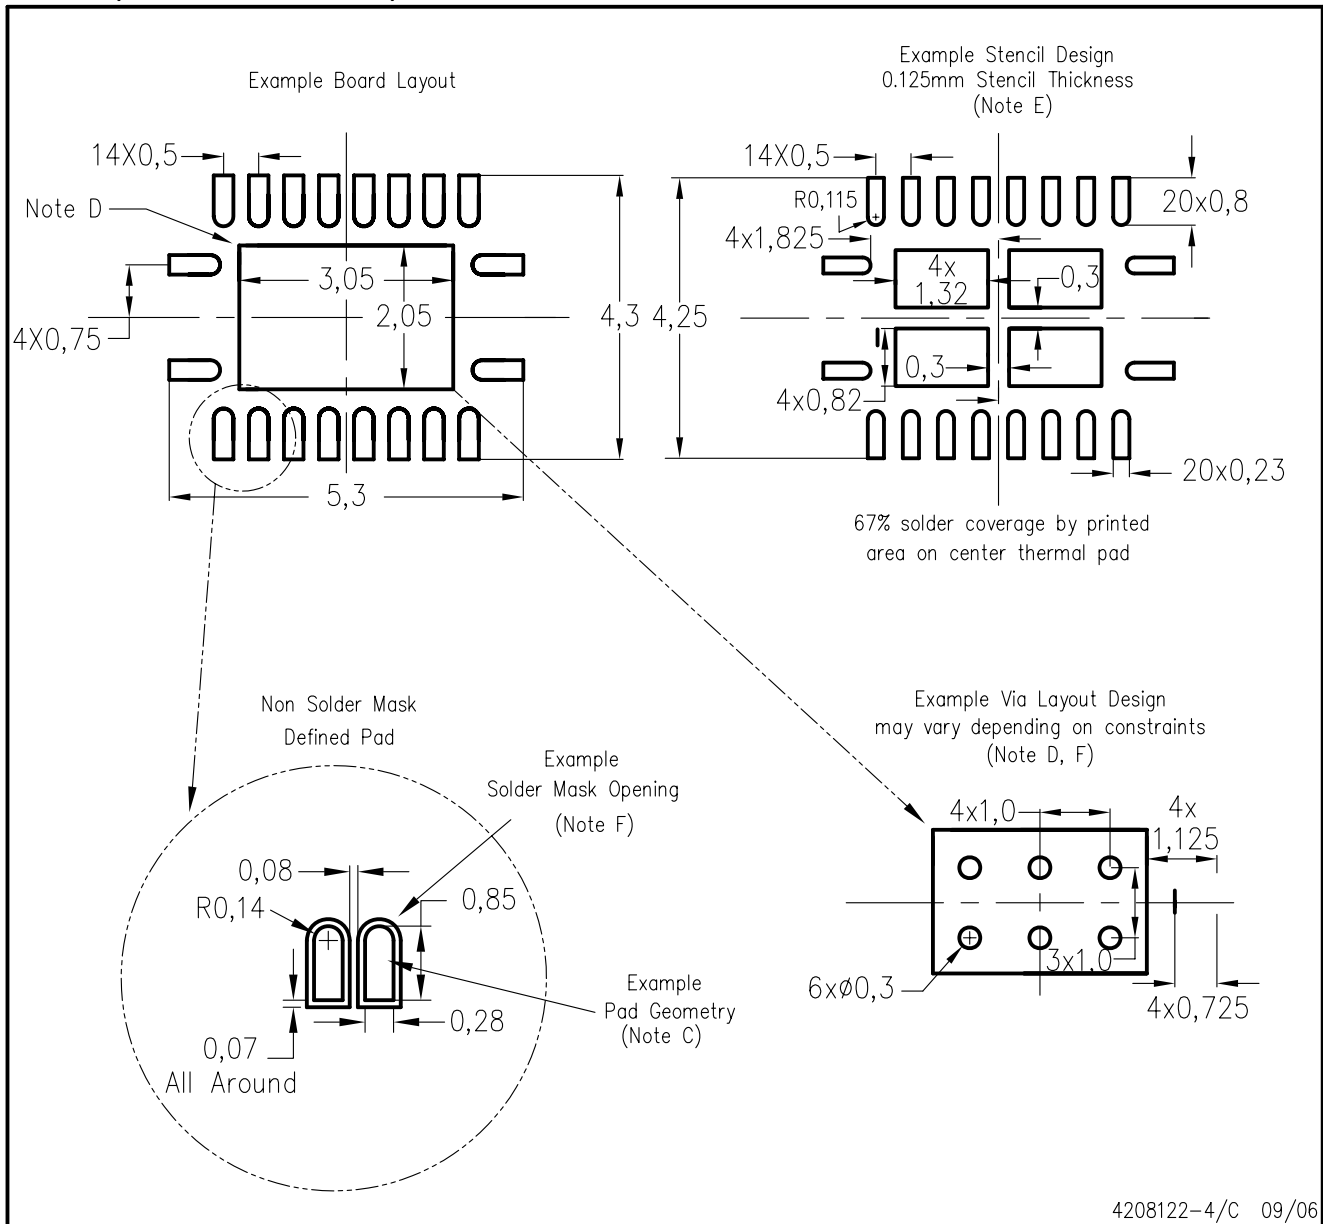 Example Board Layout
14X0,5
Note D
3,05
2,05
4X0,75
4,3
5,3
Example Stencil Design
0.125mm Stencil Thickness
(Note E)
14X0,5
R0,115
20x0,8
4x1,825
4x
1,32
0,3
4,25
0,3
4x0,82
20x0,23
67% solder coverage by printed
area on center thermal pad
Non Solder Mask
Defined Pad
Example
Solder Mask Opening
(Note F)
0,08
R0,14
0,85
Example
Pad Geometry
(Note C)
0,28
0,07
All Around
Example Via Layout Design
may vary depending on constraints
(Note D, F)
4x1,0
4x
1,125
3x1,0
6xø0,3
4x0,725
4208122-4/C 09/06